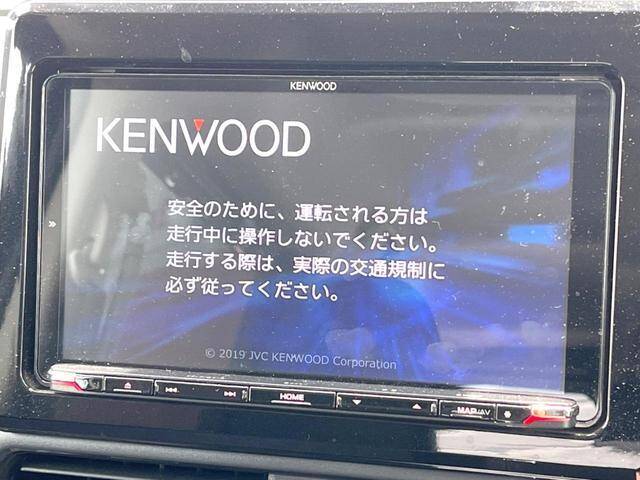 KENWOOD
KENWOOD
安全のために、運転される方は
走行中に操作しないでください。
走行する際は、実際の交通規制に
必ず従ってください。
© 2019 JVC KENWOOD Corporation
HOME
MAP/AV